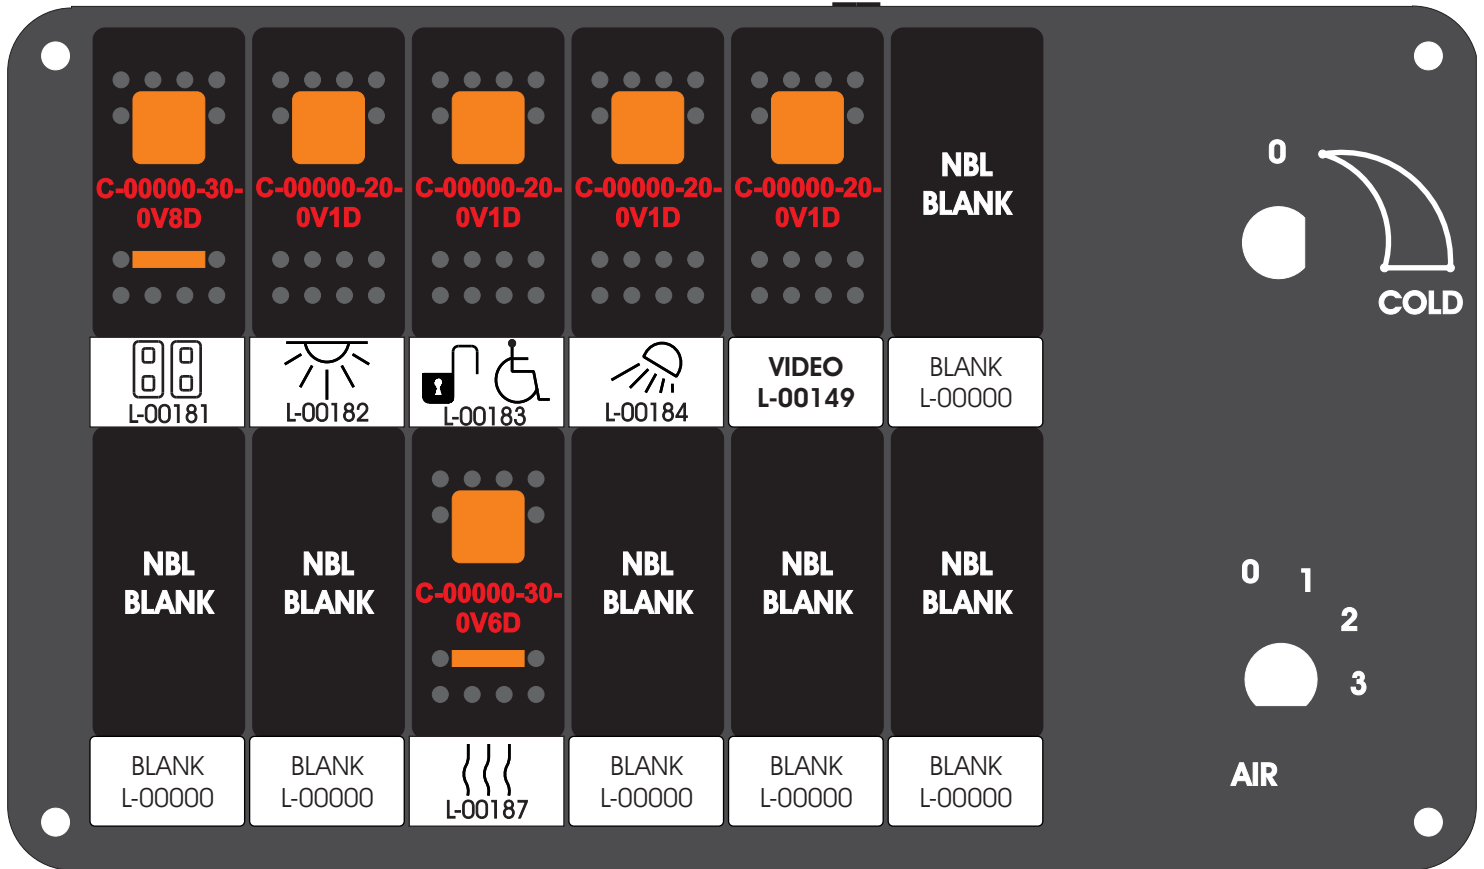 C-00000-30-
0V8D
C-00000-20-
0V1D
C-00000-20-
0V1D
C-00000-20-
0V1D
C-00000-20-
0V1D
NBL
BLANK
L-00181
L-00182
L-00183
L-00184
VIDEO
L-00149
BLANK
L-00000
NBL
BLANK
NBL
BLANK
C-00000-30-
0V6D
NBL
BLANK
NBL
BLANK
NBL
BLANK
BLANK
L-00000
BLANK
L-00000
L-00187
BLANK
L-00000
BLANK
L-00000
BLANK
L-00000
0
COLD
0
1
2
3
AIR